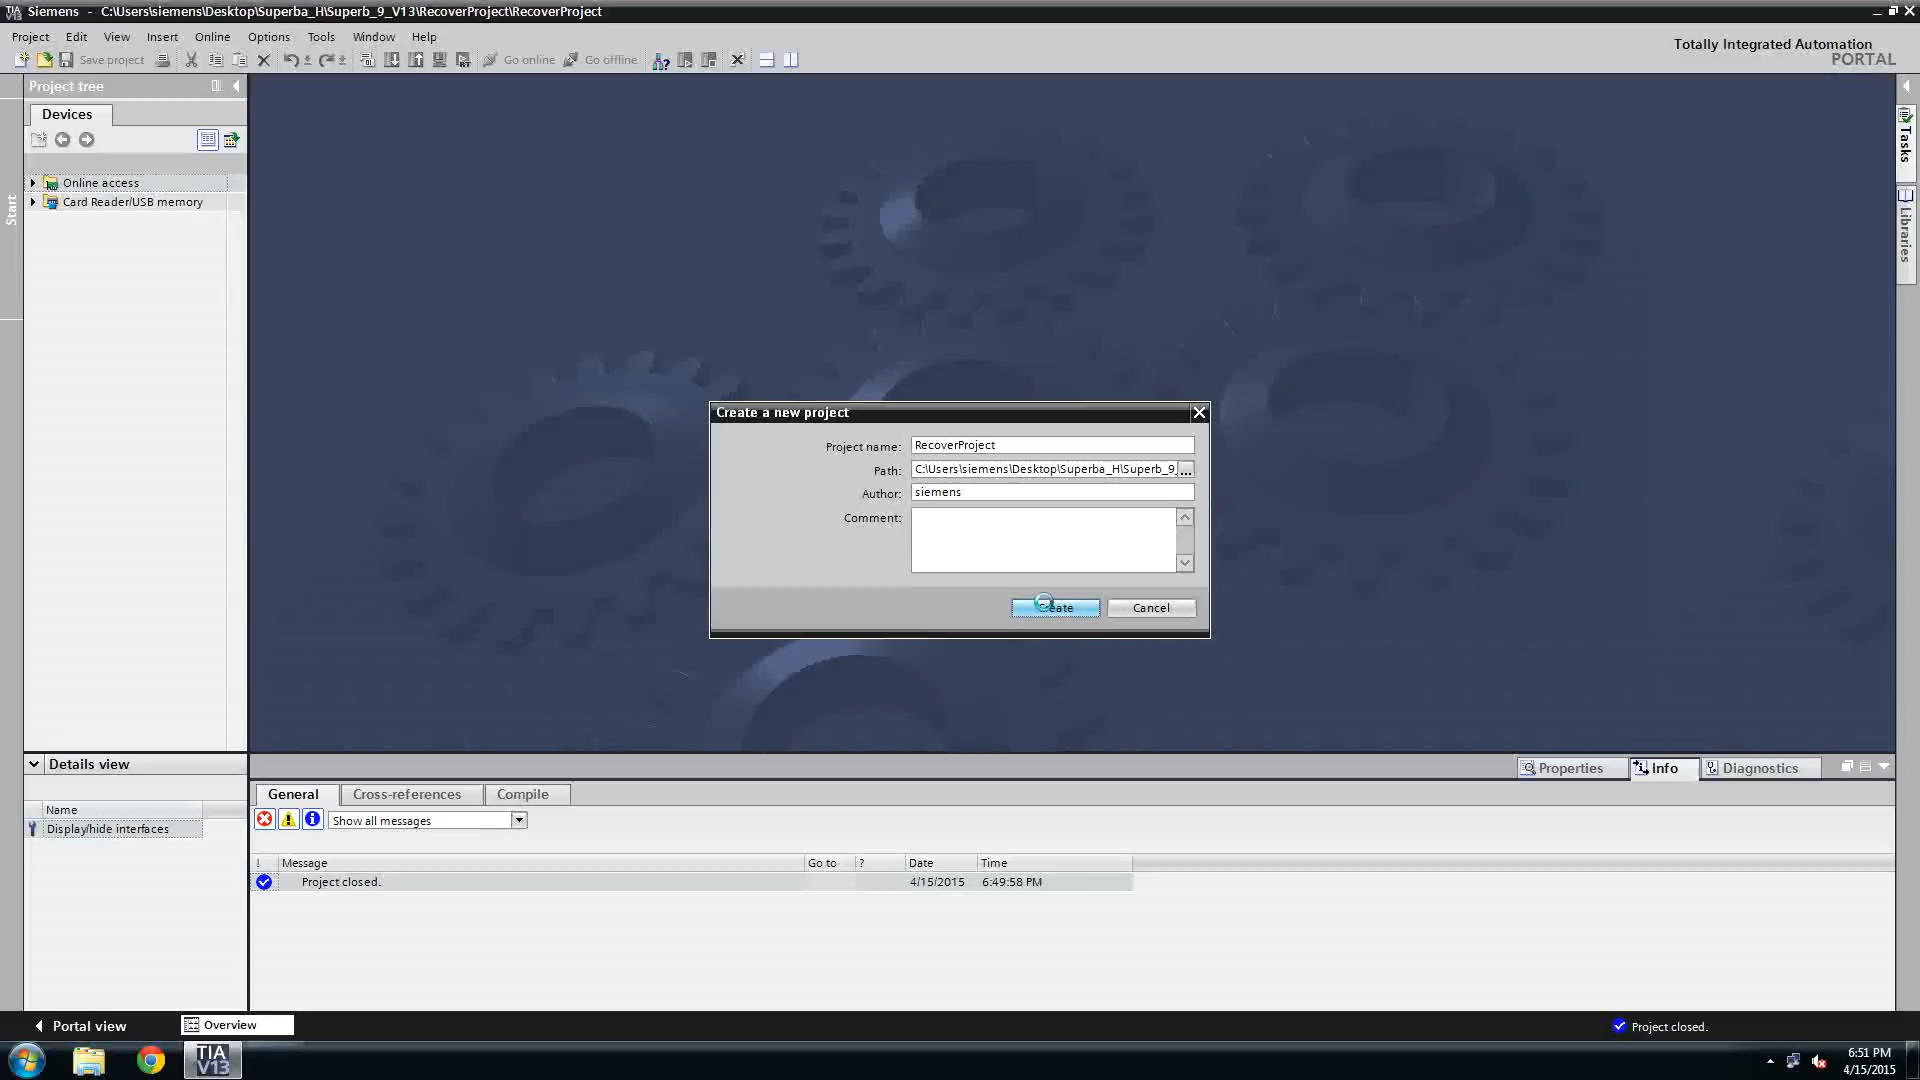 TIA V13 Siemens - C:\Users\siemens\Desktop\Superba_H\Superb_9_V13\RecoverProject\RecoverProject
Project Edit View Insert Online Options Tools Window Help
Totally Integrated Automation
PORTAL
Save project Go online Go offline
Project tree
Devices
Online access
Card Reader/USB memory
Start
Tasks
Libraries
Create a new project
Project name: RecoverProject
Path: C:\Users\siemens\Desktop\Superba_H\Superb_9_ ...
Author: siemens
Comment:
Create Cancel
Details view
Name
Display/hide interfaces
Properties Info Diagnostics
General Cross-references Compile
Show all messages
! Message Go to ? Date Time
Project closed. 4/15/2015 6:49:58 PM
Portal view Overview Project closed.
TIA
V13
6:51 PM
4/15/2015